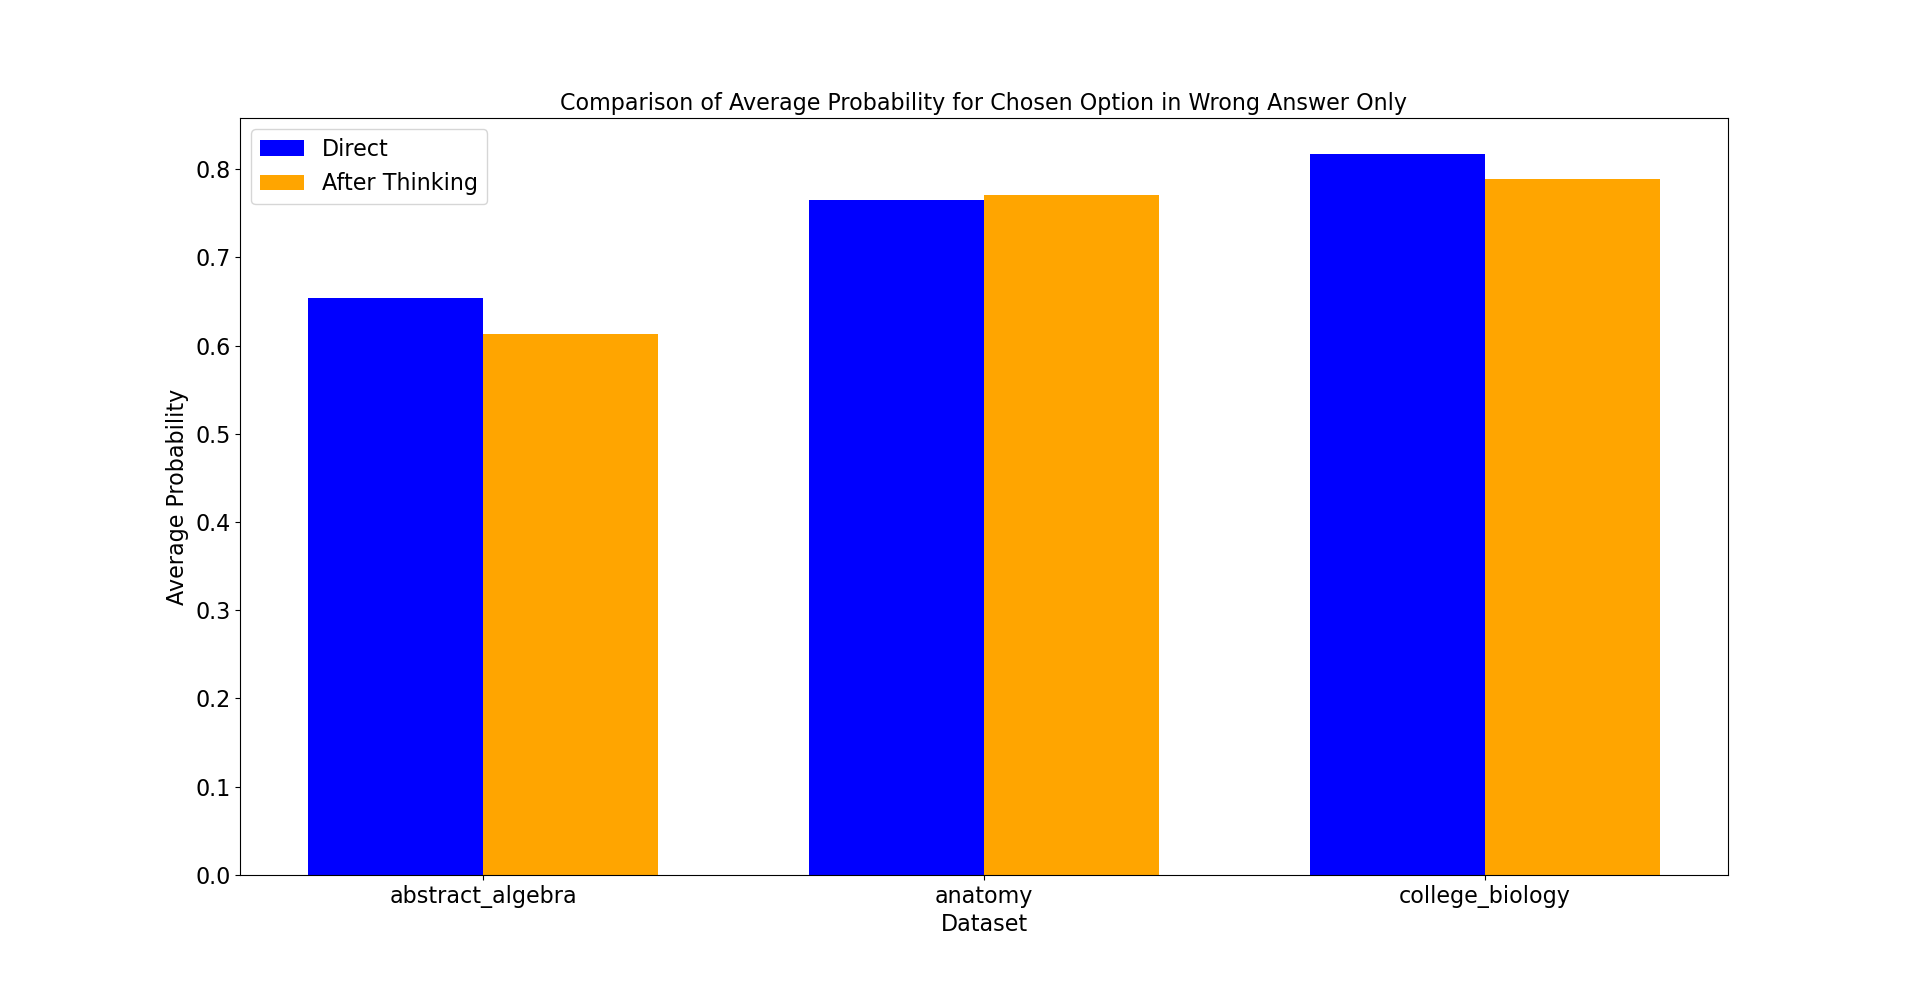 Comparison of Average Probability for Chosen Option in Wrong Answer Only
Direct
After Thinking
0.8
0.7
0.6
0.5
0.4
0.3
0.2
0.1
0.0
Average Probability
abstract_algebra
anatomy
college_biology
Dataset